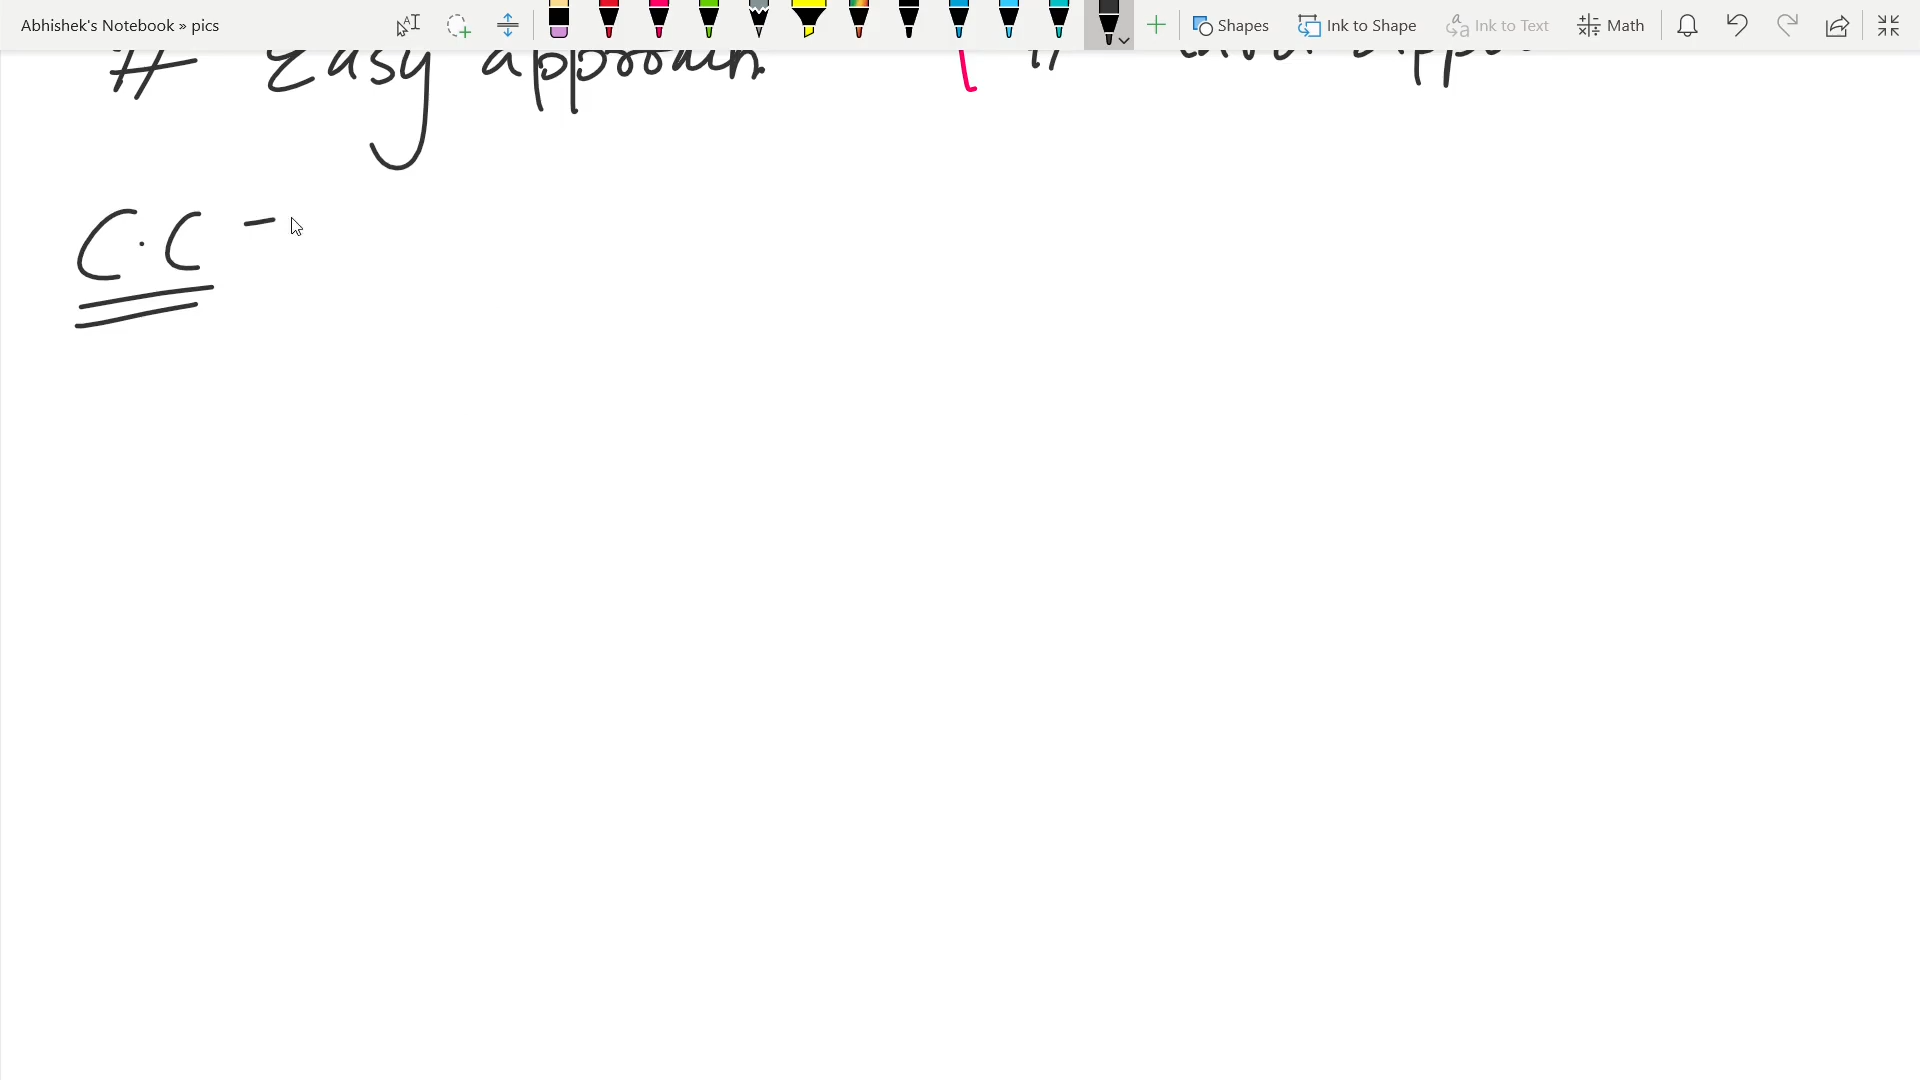 Abhishek's Notebook » pics
Shapes
Ink to Shape
Ink to Text
Math
# Easy approach.
C.C -